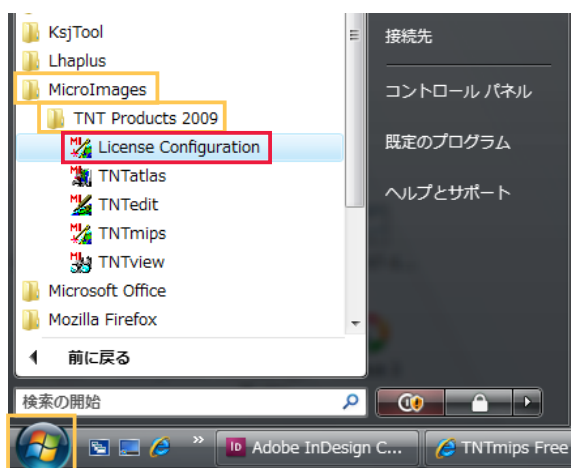 KsjTool
Lhaplus
MicroImages
TNT Products 2009
License Configuration
TNTatlas
TNTedit
TNTmips
TNTview
Microsoft Office
Mozilla Firefox
前に戻る
検索の開始
接続先
コントロール パネル
既定のプログラム
ヘルプとサポート
» Adobe InDesign C... TNTmips Free